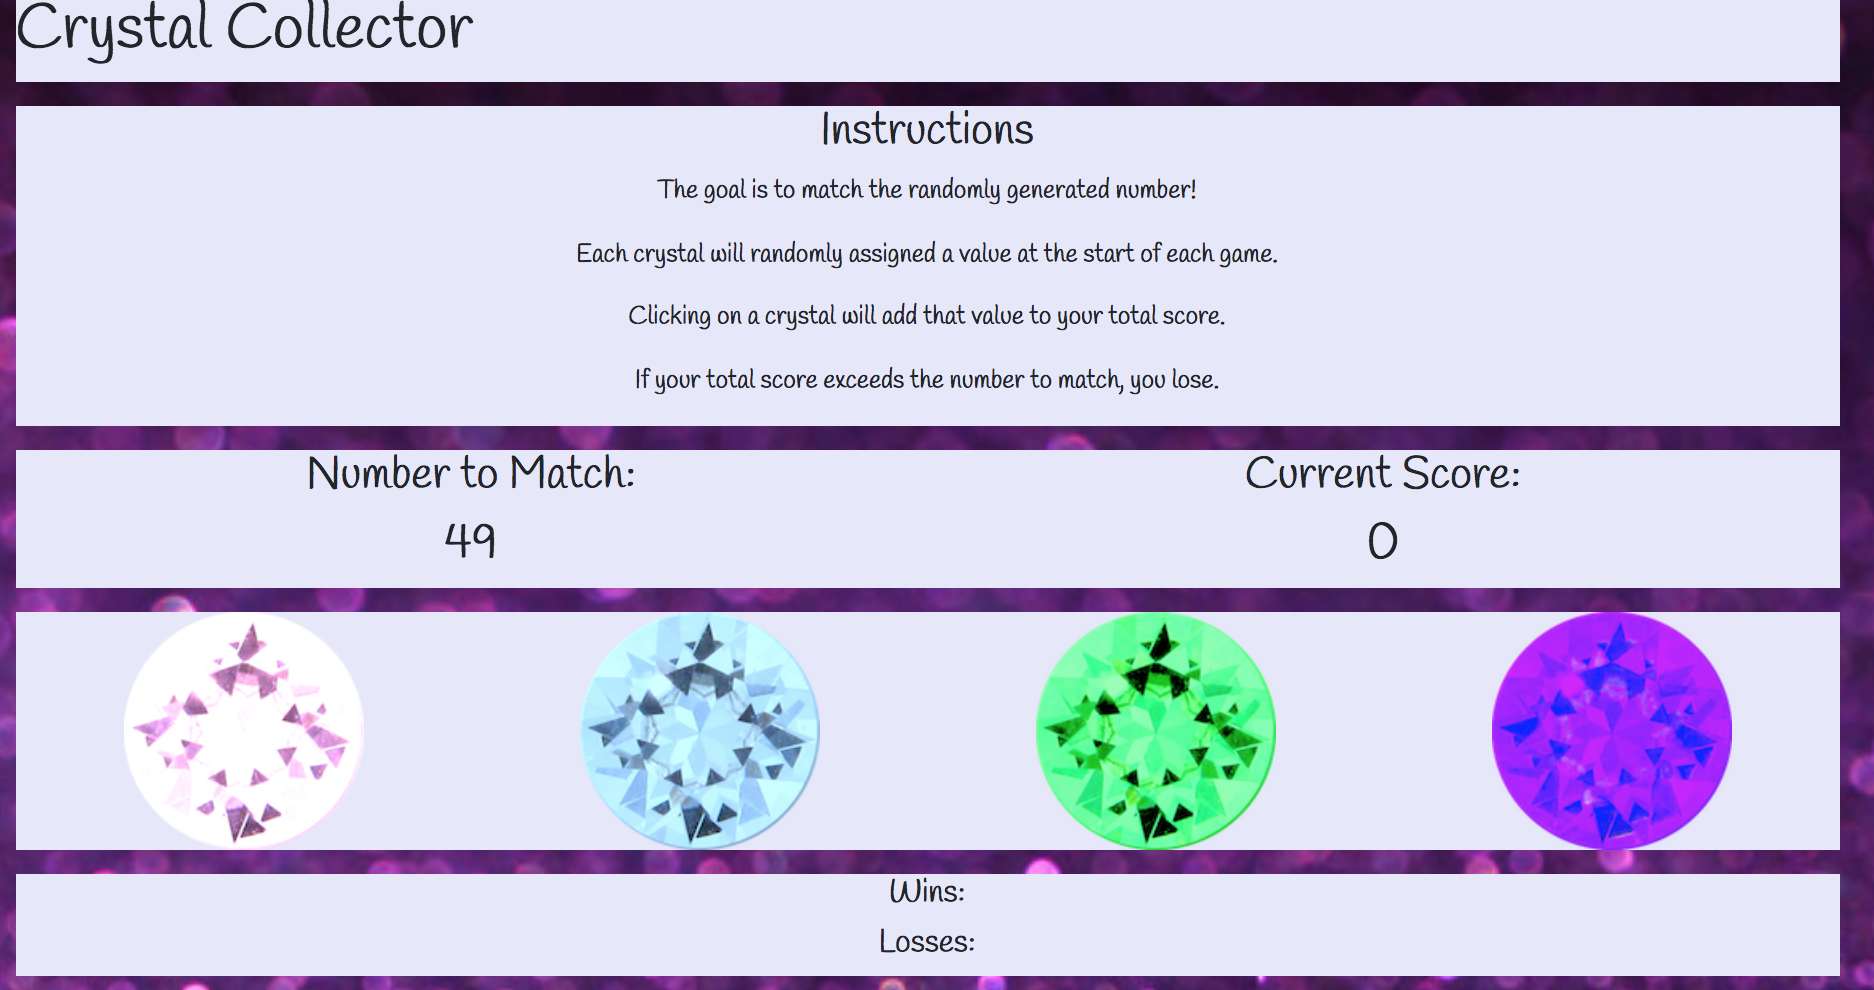 Crystal Collector
Instructions
The goal is to match the randomly generated number!
Each crystal will randomly assigned a value at the start of each game.
Clicking on a crystal will add that value to your total score.
If your total score exceeds the number to match, you lose.
Number to Match:
49
Current Score:
0
Wins:
Losses: